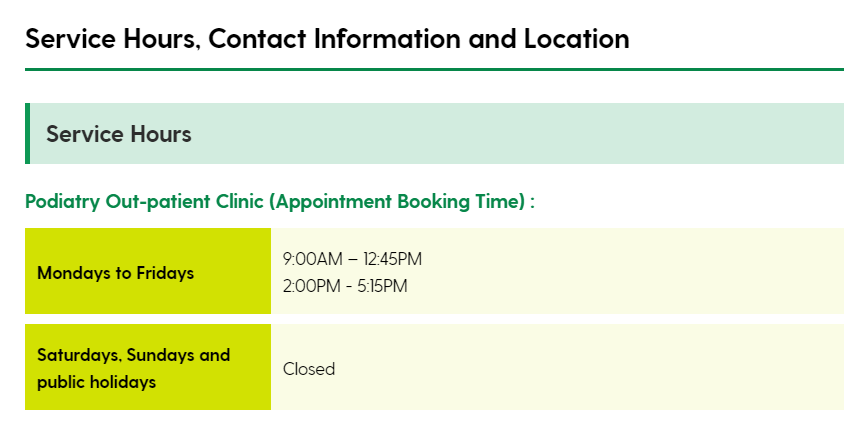 Service Hours, Contact Information and Location
Service Hours
Podiatry Out-patient Clinic (Appointment Booking Time) :
Mondays to Fridays
9:00AM – 12:45PM
2:00PM - 5:15PM
Saturdays, Sundays and
public holidays
Closed